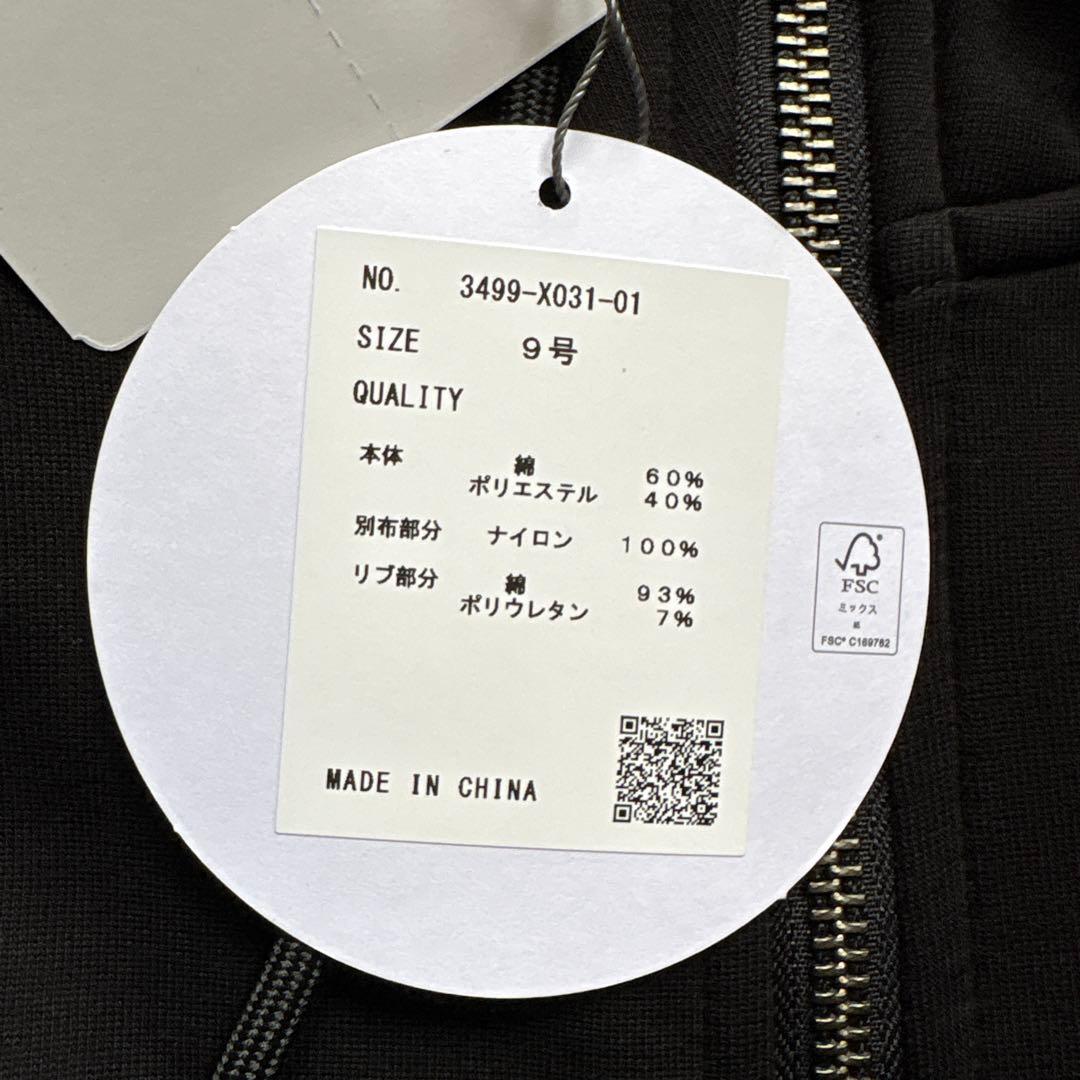 NO. 3499-X031-01
SIZE ９号
QUALITY
本体 綿 ６０％
ポリエステル ４０％
別布部分 ナイロン １００％
リブ部分 綿 ９３％
ポリウレタン ７％
MADE IN CHINA
FSC
ミックス
紙
FSC® C169762